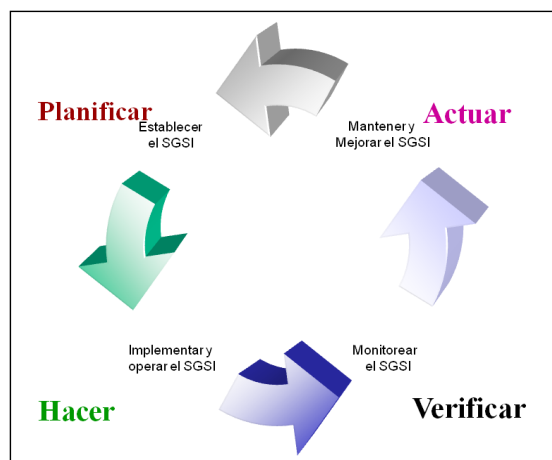 Planificar
Establecer
el SGSI
Actuar
Mantener y
Mejorar el SGSI
Implementar y
operar el SGSI
Hacer
Monitorear
el SGSI
Verificar